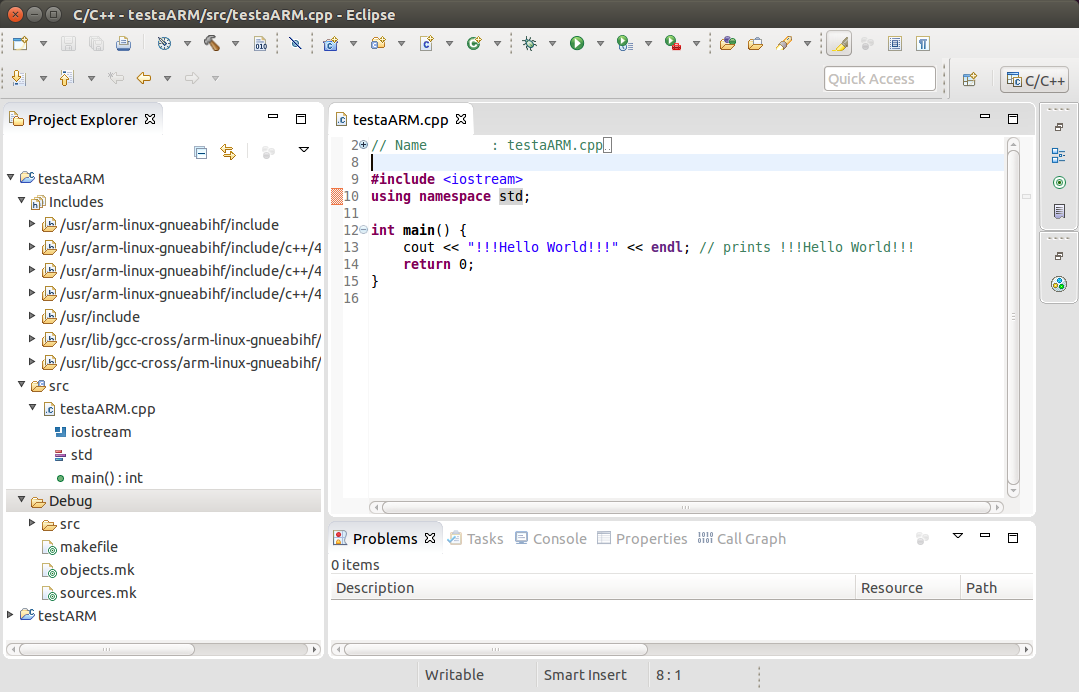 C/C++ - testaARM/src/testaARM.cpp - Eclipse
010
Quick Access
C/C++
Project Explorer
testaARM
Includes
/usr/arm-linux-gnueabihf/include
/usr/arm-linux-gnueabihf/include/c++/4
/usr/arm-linux-gnueabihf/include/c++/4
/usr/arm-linux-gnueabihf/include/c++/4
/usr/include
/usr/lib/gcc-cross/arm-linux-gnueabihf/
/usr/lib/gcc-cross/arm-linux-gnueabihf/
src
testaARM.cpp
iostream
std
main() : int
Debug
src
makefile
objects.mk
sources.mk
testARM
testaARM.cpp
2 // Name        : testaARM.cpp
8
9 #include <iostream>
10 using namespace std;
11
12 int main() {
13     cout << "!!!Hello World!!!" << endl; // prints !!!Hello World!!!
14     return 0;
15 }
16
Problems Tasks Console Properties Call Graph
0 items
Description Resource Path
Writable Smart Insert 8 : 1